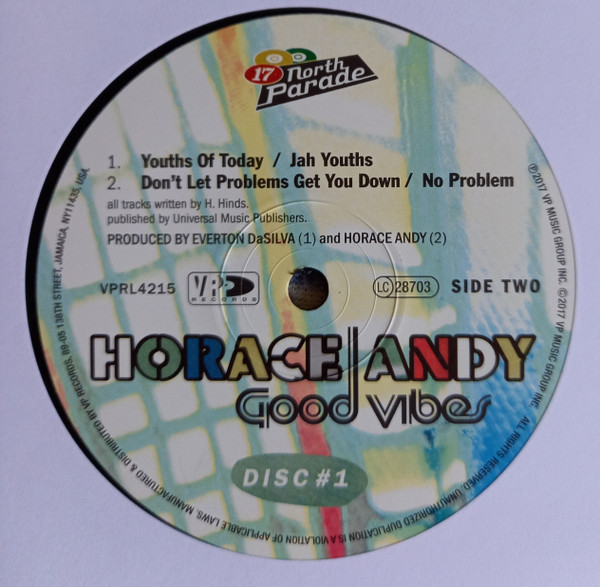 17 North
Parade
1. Youths Of Today / Jah Youths
2. Don't Let Problems Get You Down / No Problem
all tracks written by H. Hinds.
published by Universal Music Publishers.
PRODUCED BY EVERTON DaSILVA (1) and HORACE ANDY (2)
VPRL4215
VP
RECORDS
LC 28703
SIDE TWO
HORACE ANDY
Good vibes
DISC #1
℗2017 VP MUSIC GROUP INC. ©2017 VP MUSIC GROUP INC. ALL RIGHTS RESERVED. UNAUTHORIZED DUPLICATION IS A VIOLATION OF APPLICABLE LAWS. MANUFACTURED & DISTRIBUTED BY VP RECORDS, 89-05 138TH STREET, JAMAICA, NY11435, USA.